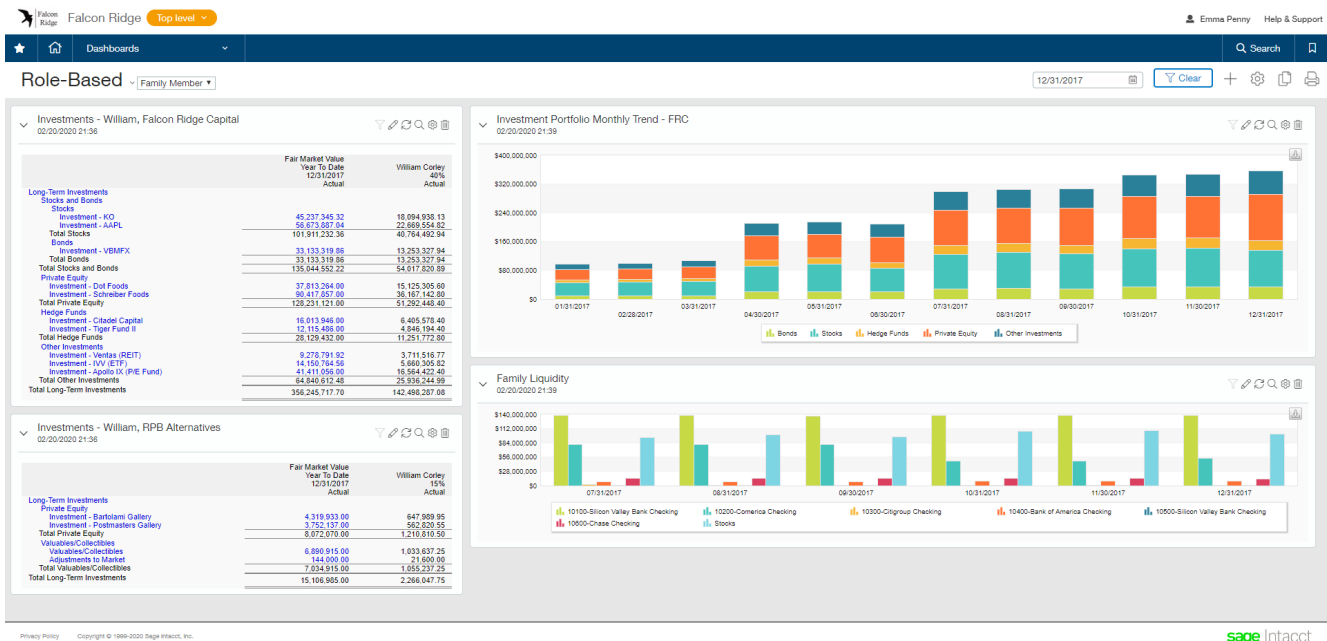 Falcon Ridge
Falcon Ridge Top level
Emma Penny Help & Support
Dashboards
Search
Role-Based Family Member
12/31/2017 Clear
Investments - William, Falcon Ridge Capital
02/20/2020 21:36
Fair Market Value
Year To Date William Corley
12/31/2017 40%
Actual Actual
Long-Term Investments
Stocks and Bonds
Stocks
Investment - KO 45,237,345.32 18,094,938.13
Investment - AAPL 56,673,887.04 22,669,554.82
Total Stocks 101,911,232.36 40,764,492.94
Bonds
Investment - VBMFX 33,133,319.86 13,253,327.94
Total Bonds 33,133,319.86 13,253,327.94
Total Stocks and Bonds 135,044,552.22 54,017,820.89
Private Equity
Investment - Dot Foods 37,813,264.00 15,125,305.60
Investment - Schreiber Foods 90,417,857.00 36,167,142.80
Total Private Equity 128,231,121.00 51,292,448.40
Hedge Funds
Investment - Citadel Capital 16,013,946.00 6,405,578.40
Investment - Tiger Fund II 12,115,486.00 4,846,194.40
Total Hedge Funds 28,129,432.00 11,251,772.80
Other Investments
Investment - Ventas (REIT) 9,278,791.92 3,711,516.77
Investment - IVV (ETF) 14,150,764.56 5,660,305.82
Investment - Apollo IX (P/E Fund) 41,411,056.00 16,564,422.40
Total Other Investments 64,840,612.48 25,936,244.99
Total Long-Term Investments 356,245,717.70 142,498,287.08
Investments - William, RPB Alternatives
02/20/2020 21:36
Fair Market Value
Year To Date William Corley
12/31/2017 15%
Actual Actual
Long-Term Investments
Private Equity
Investment - Bartolami Gallery 4,319,933.00 647,989.95
Investment - Postmasters Gallery 3,752,137.00 562,820.55
Total Private Equity 8,072,070.00 1,210,810.50
Valuables/Collectibles
Valuables/Collectibles 6,890,915.00 1,033,637.25
Adjustments to Market 144,000.00 21,600.00
Total Valuables/Collectibles 7,034,915.00 1,055,237.25
Total Long-Term Investments 15,106,985.00 2,266,047.75
Investment Portfolio Monthly Trend - FRC
02/20/2020 21:39
$400,000,000
$320,000,000
$240,000,000
$160,000,000
$80,000,000
$0
01/31/2017 02/28/2017 03/31/2017 04/30/2017 05/31/2017 06/30/2017 07/31/2017 08/31/2017 09/30/2017 10/31/2017 11/30/2017 12/31/2017
Bonds Stocks Hedge Funds Private Equity Other Investments
Family Liquidity
02/20/2020 21:39
$140,000,000
$112,000,000
$84,000,000
$56,000,000
$28,000,000
$0
07/31/2017 08/31/2017 09/30/2017 10/31/2017 11/30/2017 12/31/2017
10100-Silicon Valley Bank Checking 10200-Comerica Checking 10300-Citigroup Checking 10400-Bank of America Checking 10500-Silicon Valley Bank Checking
10600-Chase Checking Stocks
Privacy Policy Copyright © 1999-2020 Sage Intacct, Inc.
sage Intacct